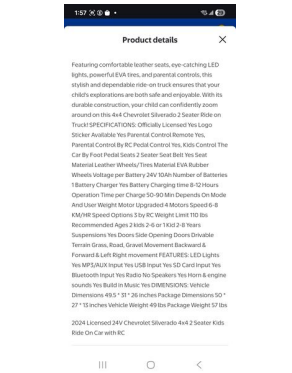 1:57
Product details
Featuring comfortable leather seats, eye-catching LED
lights, powerful EVA tires, and parental controls, this
stylish and dependable ride-on truck ensures that your
child's explorations are both safe and enjoyable. With its
durable construction, your child can confidently zoom
around on this 4x4 Chevrolet Silverado 2 Seater Ride on
Truck! SPECIFICATIONS: Officially Licensed Yes Logo
Sticker Available Yes Parental Control Remote Yes,
Parental Control By RC Pedal Control Yes, Kids Control The
Car By Foot Pedal Seats 2 Seater Seat Belt Yes Seat
Material Leather Wheels/Tires Material EVA Rubber
Wheels Voltage per Battery 24V 10Ah Number of Batteries
1 Battery Charger Yes Battery Charging time 8-12 Hours
Operation Time per Charge 50-90 Min Depends On Mode
And User Weight Motor Upgraded 4 Motors Speed 6-8
KM/HR Speed Options 3 by RC Weight Limit 110 lbs
Recommended Ages 2 kids 2-6 or 1 Kid 2-8 Years
Suspensions Yes Doors Side Opening Doors Drivable
Terrain Grass, Road, Gravel Movement Backward &
Forward & Left Right movement FEATURES: LED Lights
Yes MP3/AUX Input Yes USB Input Yes SD Card Input Yes
Bluetooth Input Yes Radio No Speakers Yes Horn & engine
sounds Yes Build in Music Yes DIMENSIONS: Vehicle
Dimensions 49.5 * 31 * 26 inches Package Dimensions 50 *
27 * 13 inches Vehicle Weight 49 lbs Package Weight 57 lbs
2024 Licensed 24V Chevrolet Silverado 4x4 2 Seater Kids
Ride On Car with RC